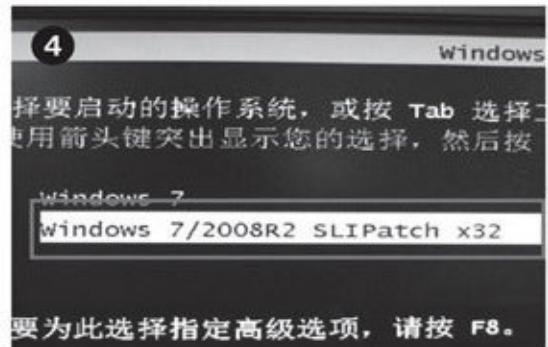 4
Windows
择要启动的操作系统，或按 Tab 选择
使用箭头键突出显示您的选择，然后按
Windows 7
Windows 7/2008R2 SLIPatch x32
要为此选择指定高级选项，请按 F8。